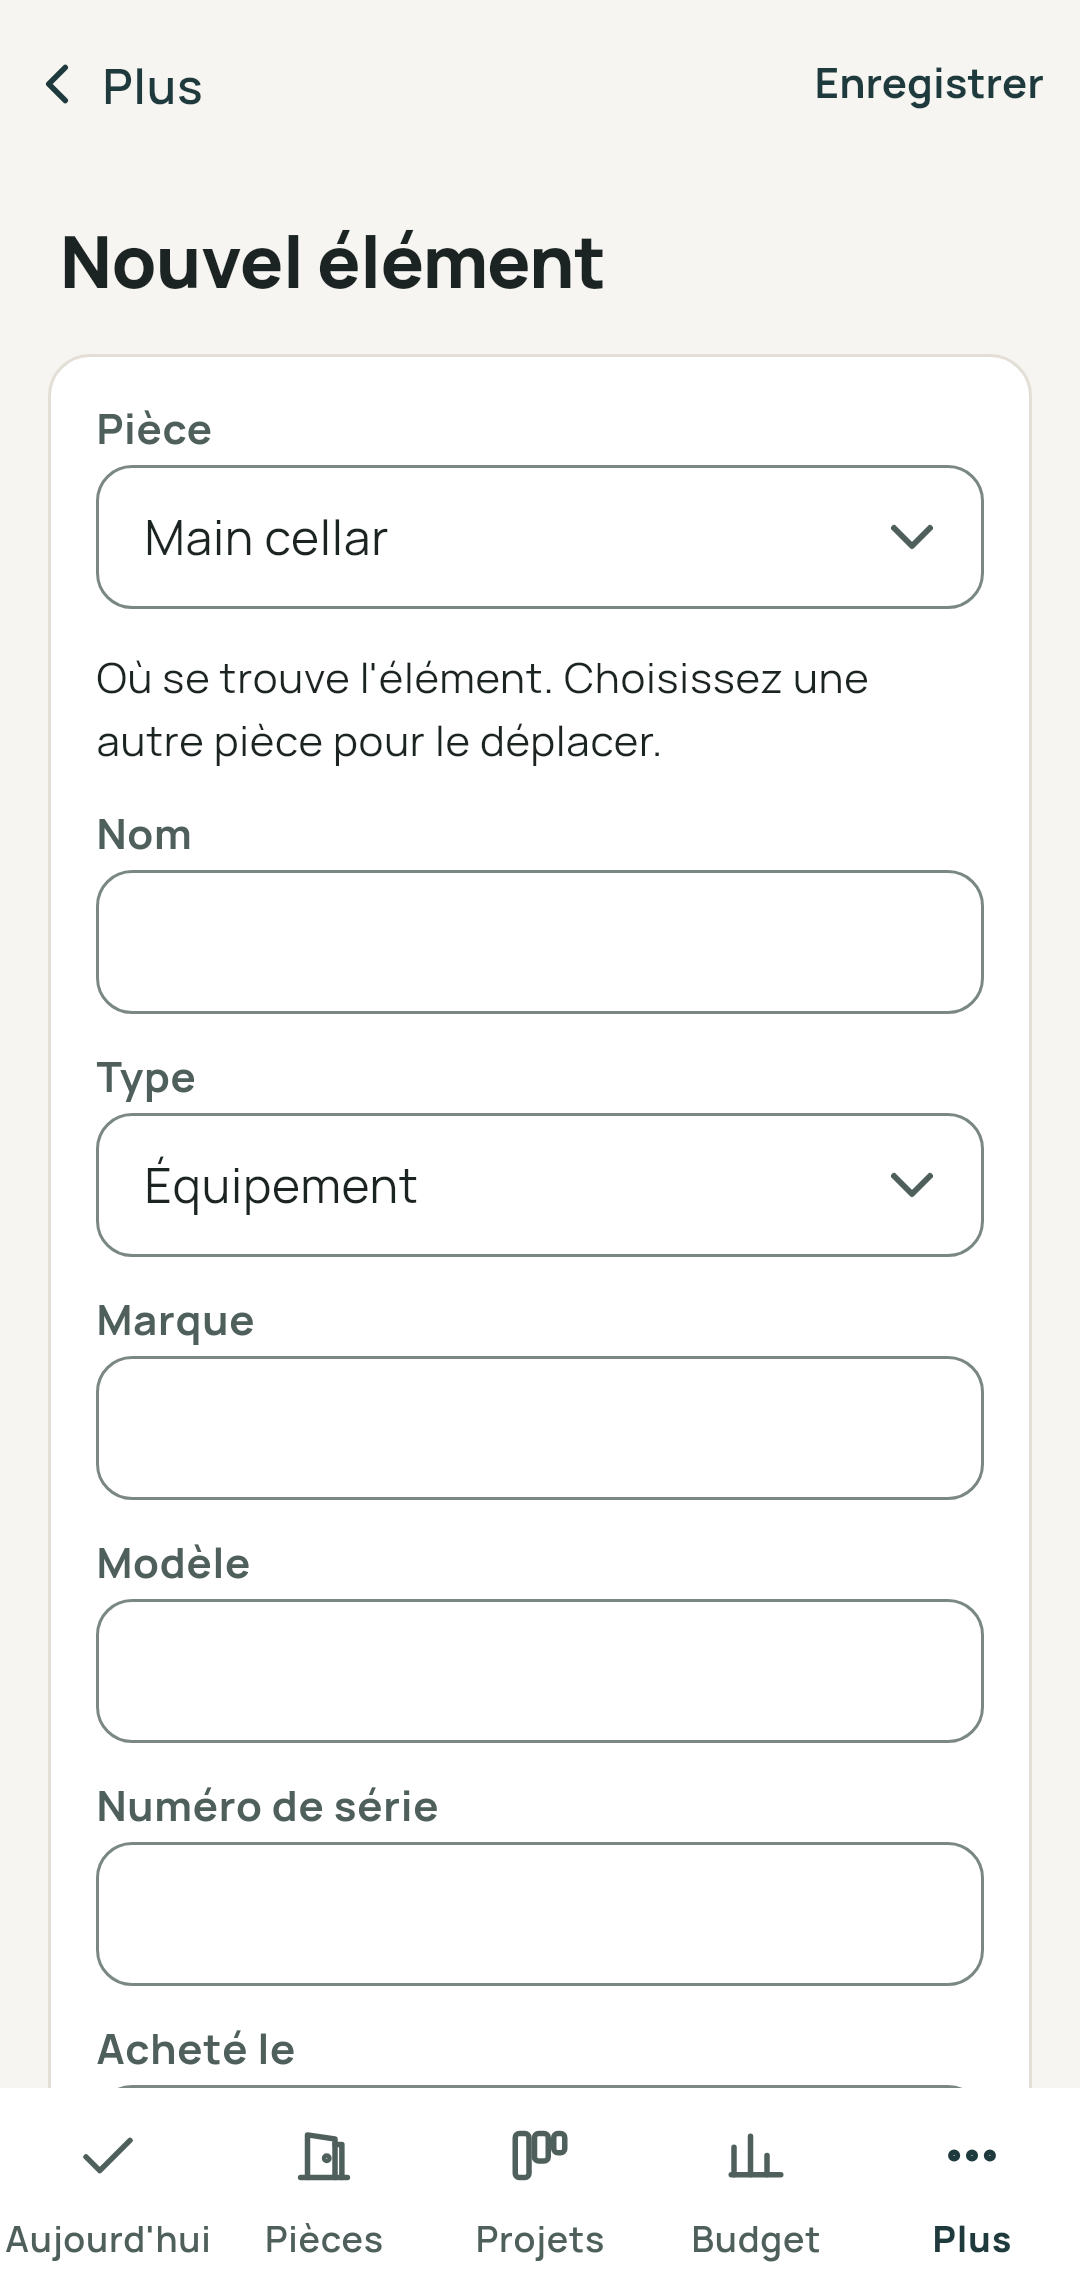 Plus
Enregistrer
Nouvel élément
Pièce
Main cellar
Où se trouve l'élément. Choisissez une
autre pièce pour le déplacer.
Nom
Type
Équipement
Marque
Modèle
Numéro de série
Acheté le
Aujourd'hui
Pièces
Projets
Budget
Plus